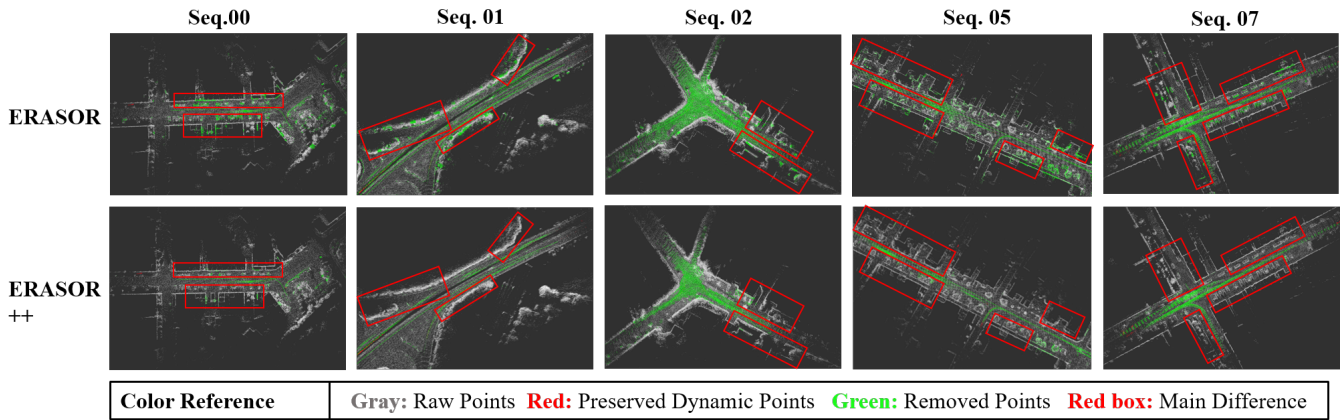 Seq.00 Seq. 01 Seq. 02 Seq. 05 Seq. 07
ERASOR
ERASOR
++
Color Reference Gray: Raw Points Red: Preserved Dynamic Points Green: Removed Points Red box: Main Difference